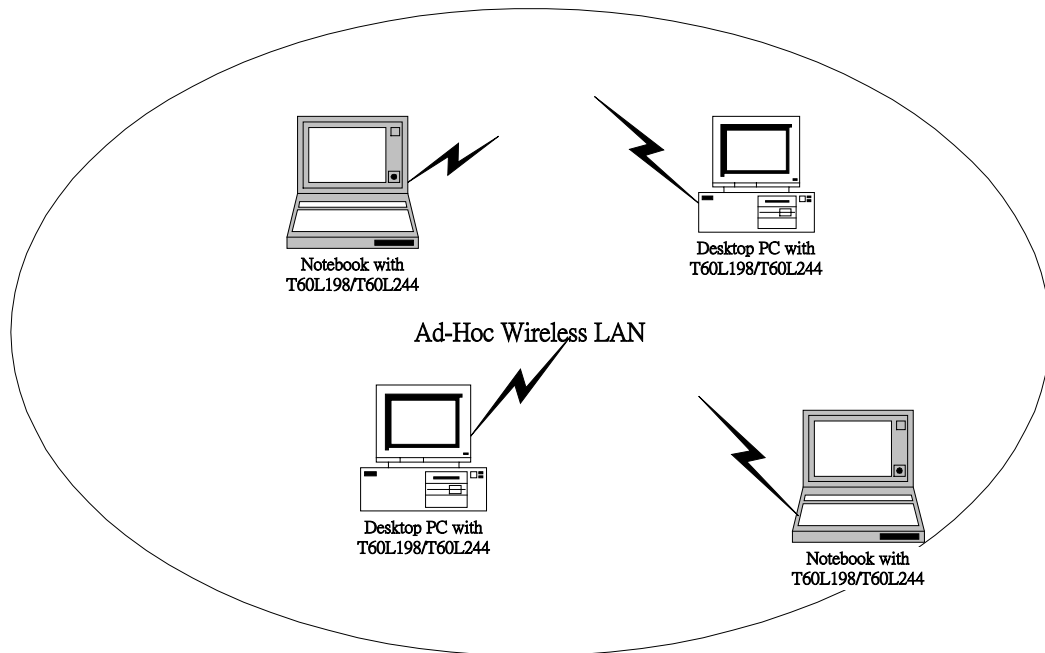 Desktop PC with
T60L198/T60L244
Notebook with
T60L198/T60L244
Ad-Hoc Wireless LAN
Desktop PC with
T60L198/T60L244
Notebook with
T60L198/T60L244